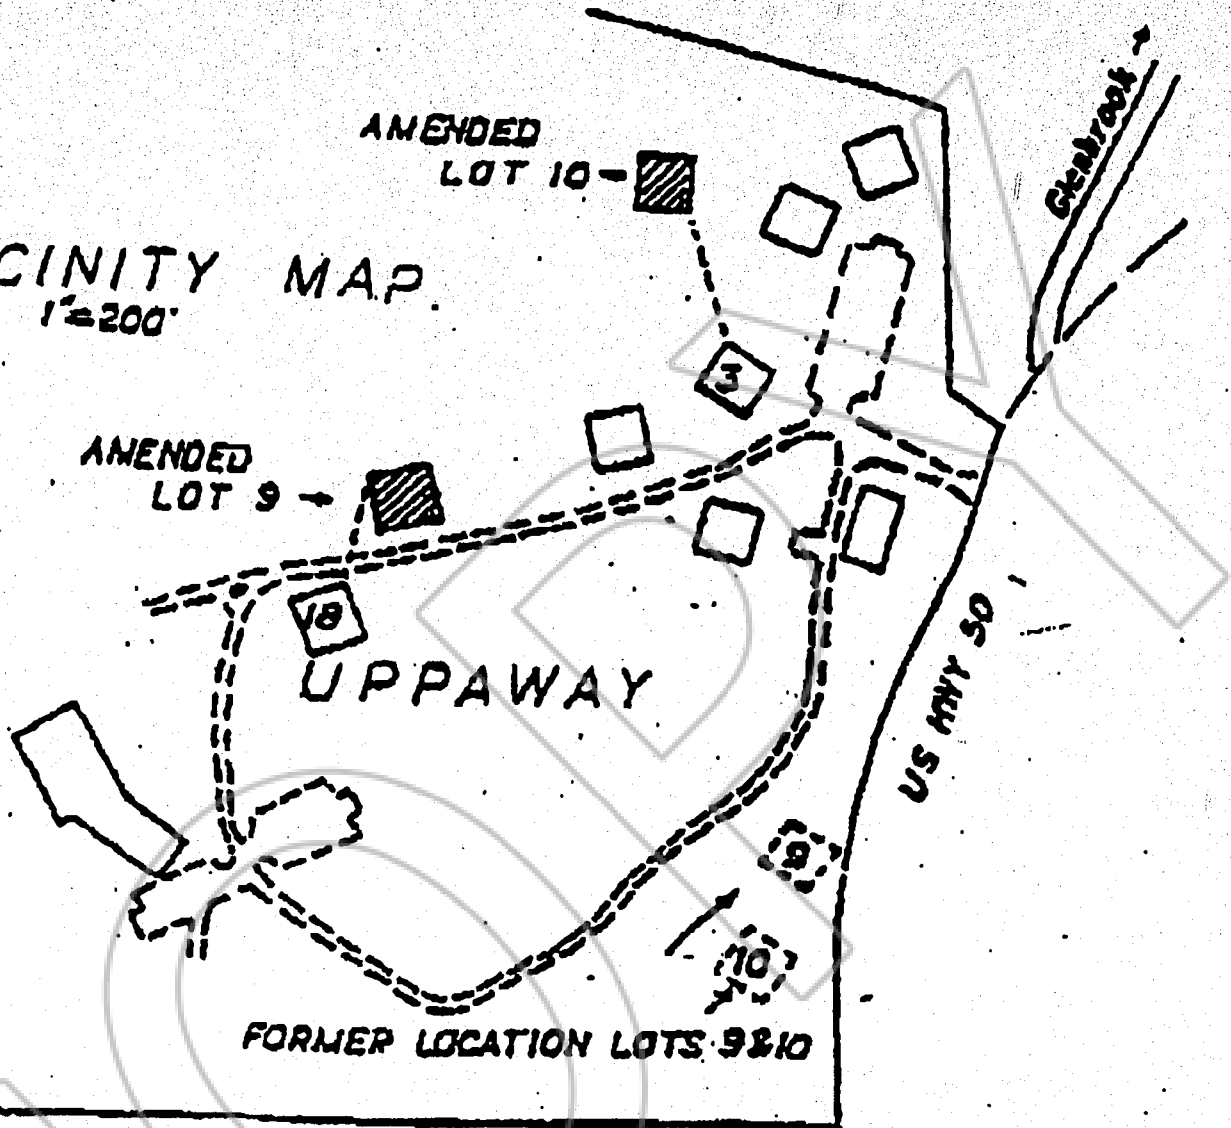 AMENDED
LOT 10
Glenbrook
CINITY MAP
1"=200'
3
AMENDED
LOT 9
18
UPPAWAY
US HWY 50
9
10
FORMER LOCATION LOTS 9&10